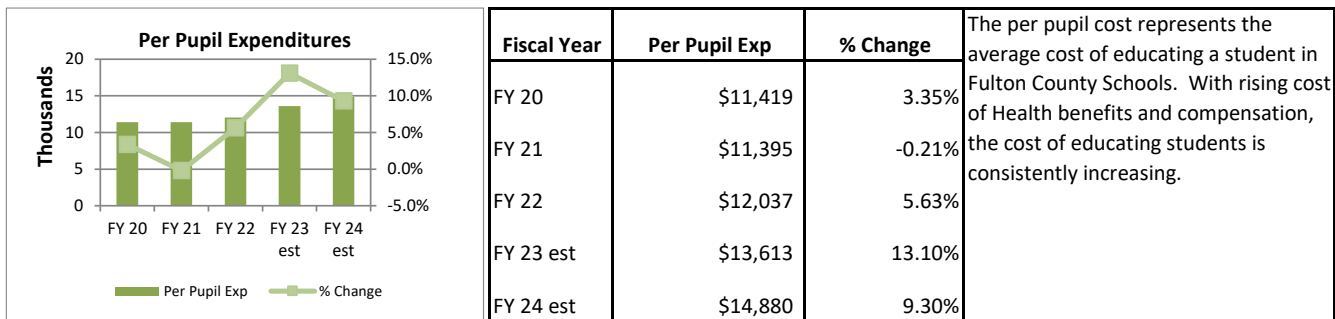 Per Pupil Expenditures
Thousands
20
15
10
5
0
15.0%
10.0%
5.0%
0.0%
-5.0%
FY 20 FY 21 FY 22 FY 23 est FY 24 est
Per Pupil Exp % Change
Fiscal Year Per Pupil Exp % Change
FY 20 $11,419 3.35%
FY 21 $11,395 -0.21%
FY 22 $12,037 5.63%
FY 23 est $13,613 13.10%
FY 24 est $14,880 9.30%
The per pupil cost represents the
average cost of educating a student in
Fulton County Schools. With rising cost
of Health benefits and compensation,
the cost of educating students is
consistently increasing.